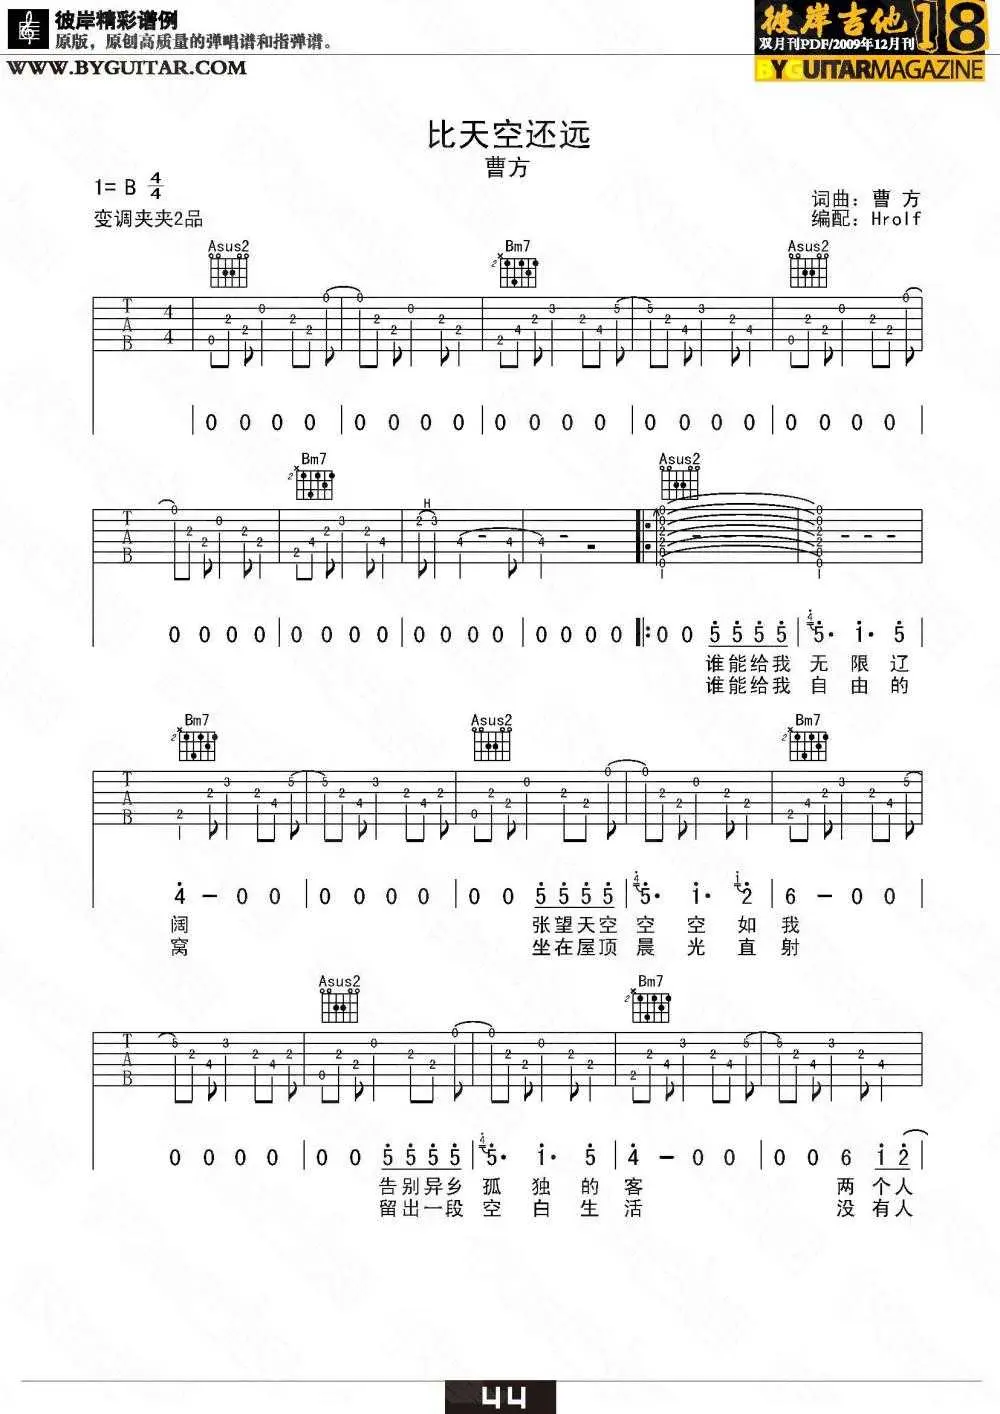 彼岸精彩谱例
原版，原创高质量的弹唱谱和指弹谱。
WWW.BYGUITAR.COM
彼岸吉他 18
双月刊PDF/2009年12月刊
BYGUITARMAGAZINE
比天空还远
曹方
1= B 4/4
变调夹夹2品
词曲：曹 方
编配：Hrolf
Asus2 Bm7 Asus2
T A B 4 4
0 0 0 0 0 0 0 0 0 0 0 0 0 0 0 0 0 0 0 0
Bm7 Asus2
H
T A B
0 0 0 0 0 0 0 0 0 0 0 0 0 0 0 0 0 0 5 5 5 5 5· 1· 5
谁能给我 无 限 辽
谁能给我 自 由 的
Bm7 Asus2 Bm7
T A B
4 - 0 0 0 0 0 0 0 0 5 5 5 5 5· 1· 2 6 - 0 0
阔 张望天空 空 空 如 我
窝 坐在屋顶 晨 光 直 射
Asus2 Bm7
T A B
0 0 0 0 0 0 5 5 5 5 5· 1· 5 4 - 0 0 0 0 6 1 2
告别异乡 孤 独 的 客 两 个 人
留出一段 空 白 生 活 没 有 人
44